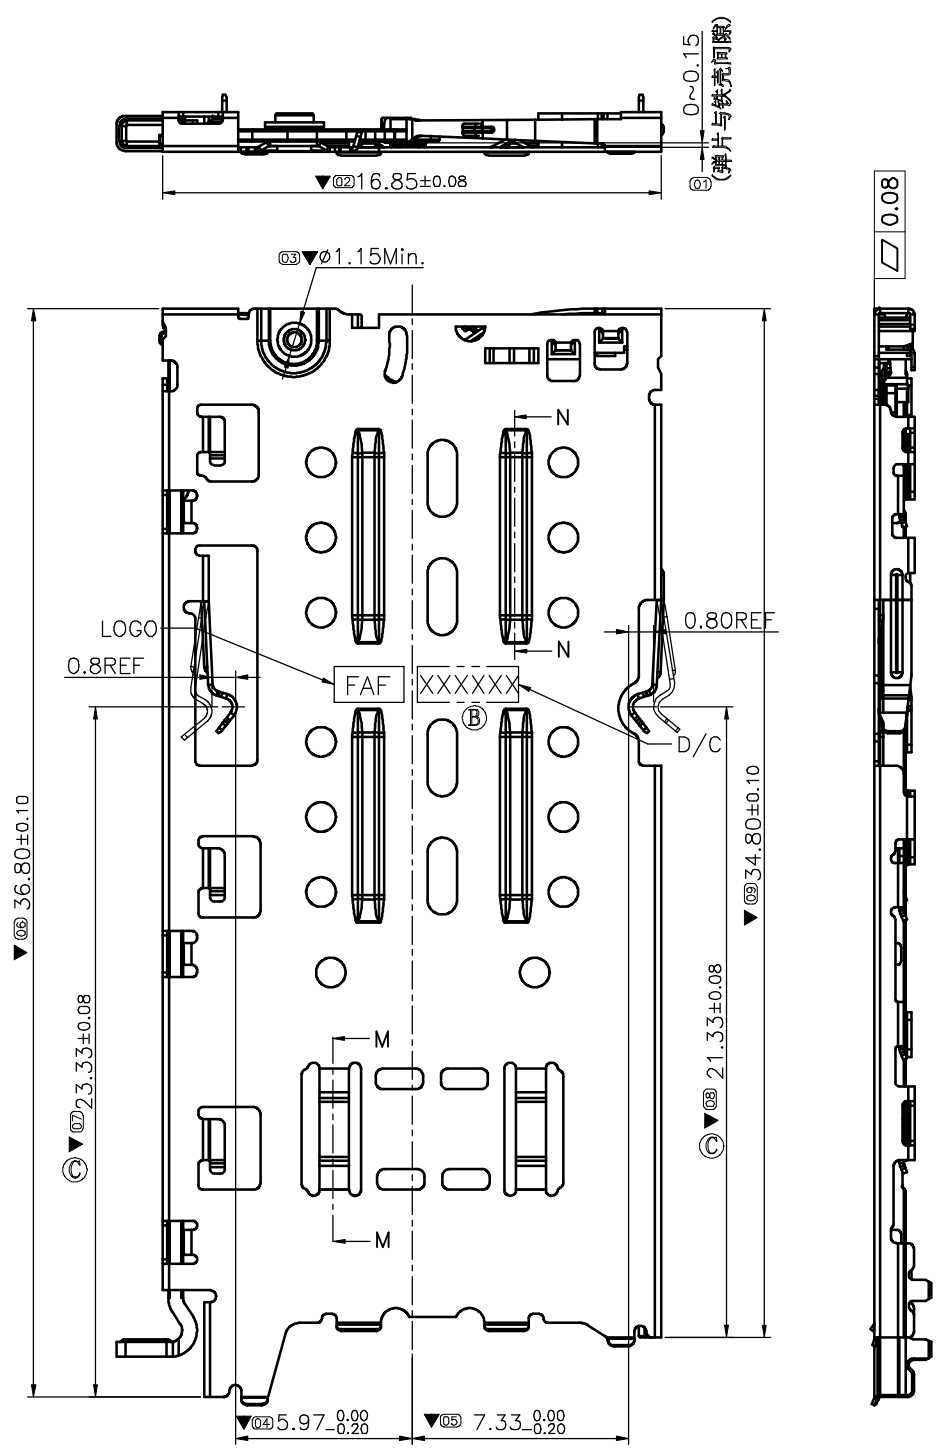 0~0.15
01
(弹片与铁壳间隙)
▼02 16.85±0.08
0.08
03▼⌀1.15Min.
N
N
LOGO
0.80REF
0.8REF
FAF
XXXXXX
B
D/C
▼06 36.80±0.10
▼09 34.80±0.10
C▼07 23.33±0.08
C▼08 21.33±0.08
M
M
▼04 5.97 0.00 -0.20
▼05 7.33 0.00 -0.20